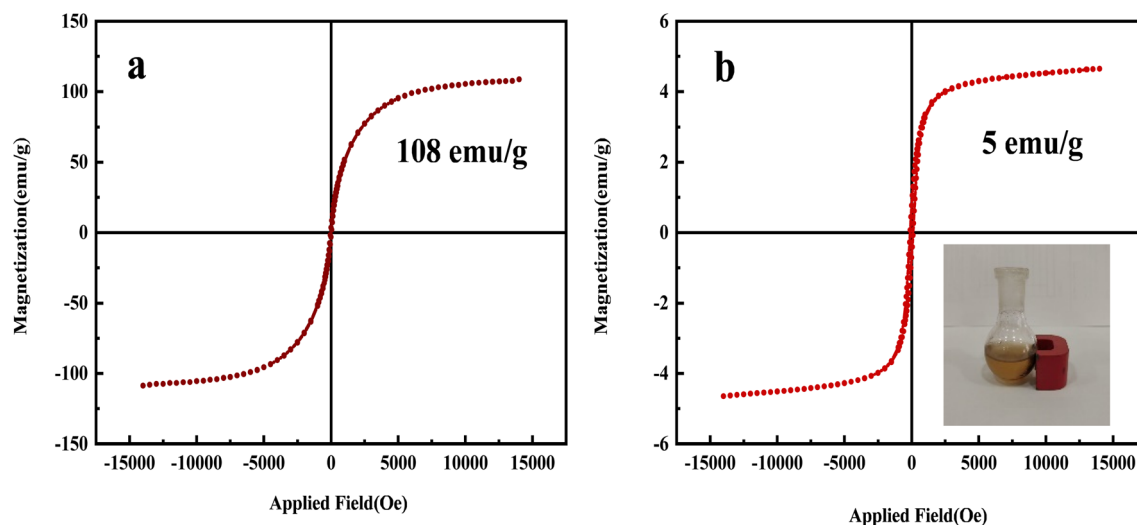 a
108 emu/g
Magnetization(emu/g)
150
100
50
0
-50
-100
-150
-15000 -10000 -5000 0 5000 10000 15000
Applied Field(Oe)
b
5 emu/g
Magnetization(emu/g)
6
4
2
0
-2
-4
-6
-15000 -10000 -5000 0 5000 10000 15000
Applied Field(Oe)